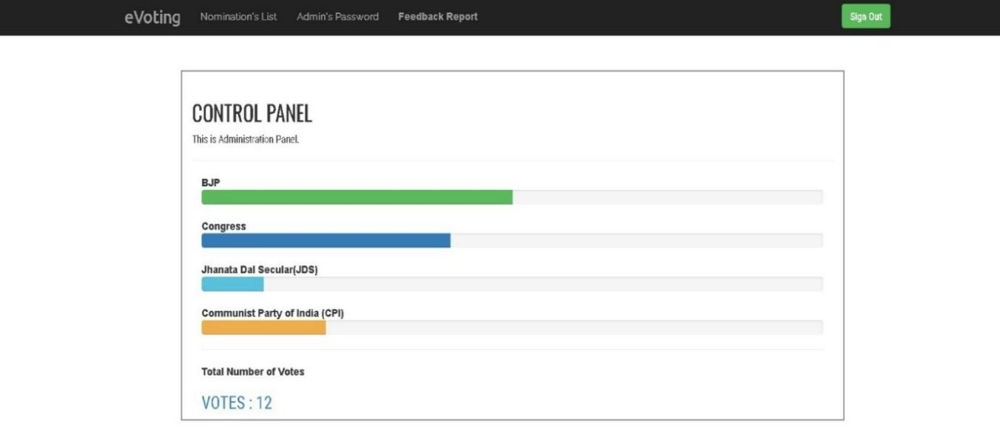 eVoting Nomination's List Admin's Password Feedback Report Sign Out
CONTROL PANEL
This is Administration Panel.
BJP
Congress
Jhanata Dal Secular(JDS)
Communist Party of India (CPI)
Total Number of Votes
VOTES : 12